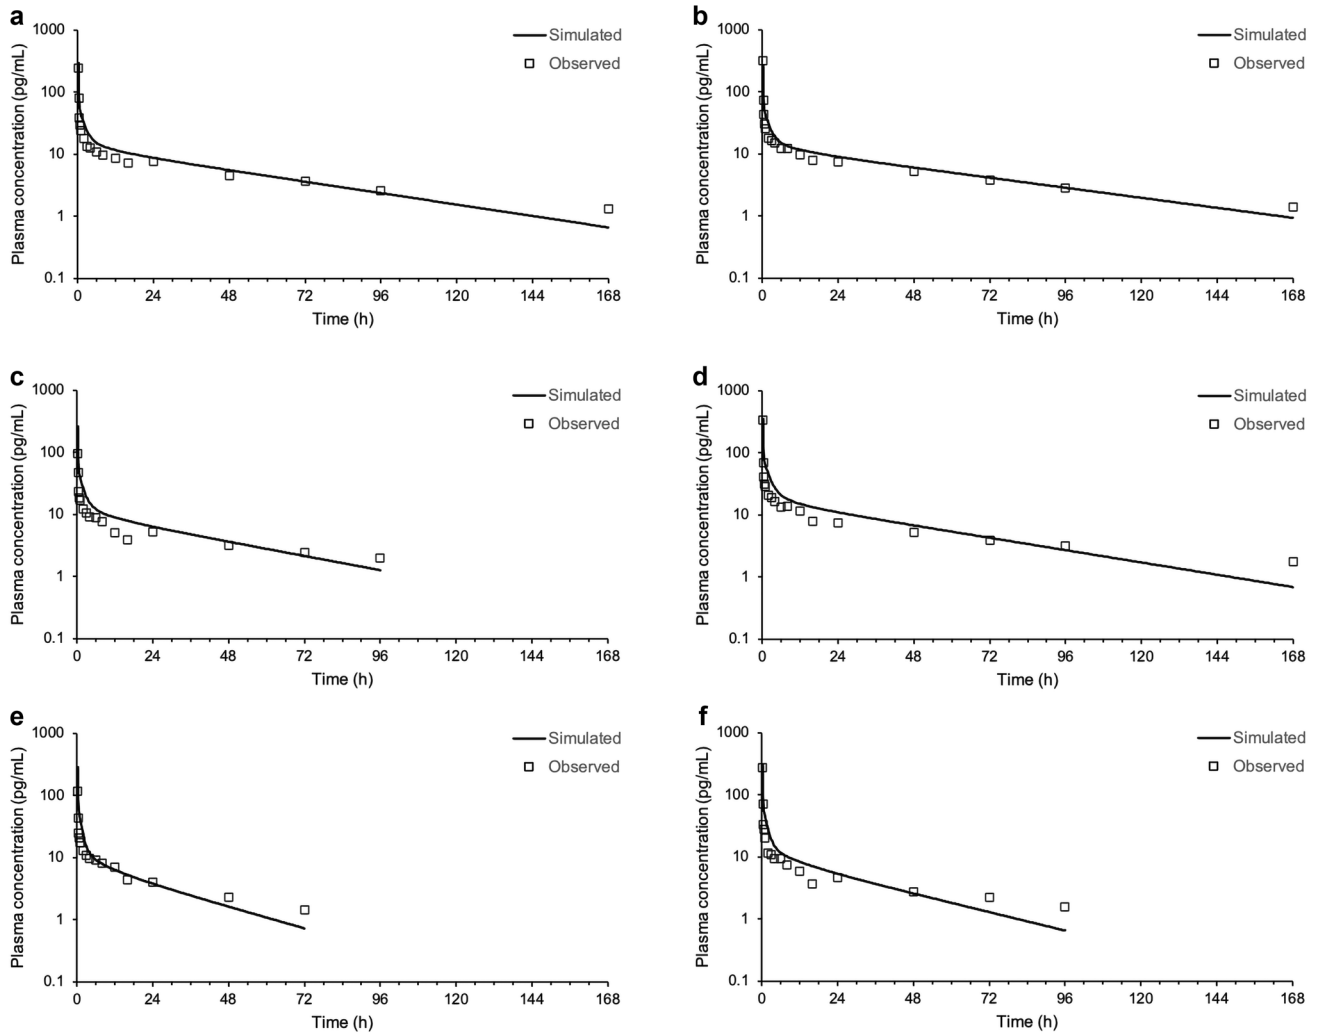 a
Plasma concentration (pg/mL)
1000
100
10
1
0.1
Simulated
Observed
0 24 48 72 96 120 144 168
Time (h)
b
Plasma concentration (pg/mL)
1000
100
10
1
0.1
Simulated
Observed
0 24 48 72 96 120 144 168
Time (h)
c
Plasma concentration (pg/mL)
1000
100
10
1
0.1
Simulated
Observed
0 24 48 72 96 120 144 168
Time (h)
d
Plasma concentration (pg/mL)
1000
100
10
1
0.1
Simulated
Observed
0 24 48 72 96 120 144 168
Time (h)
e
Plasma concentration (pg/mL)
1000
100
10
1
0.1
Simulated
Observed
0 24 48 72 96 120 144 168
Time (h)
f
Plasma concentration (pg/mL)
1000
100
10
1
0.1
Simulated
Observed
0 24 48 72 96 120 144 168
Time (h)